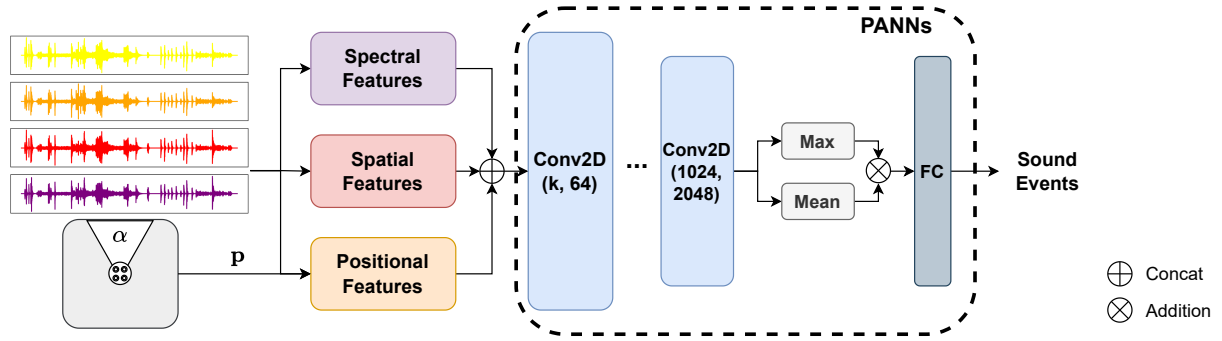 PANNs
Spectral
Features
Spatial
Features
Positional
Features
α
p
Conv2D
(k, 64)
...
Conv2D
(1024,
2048)
Max
Mean
FC
Sound
Events
Concat
Addition